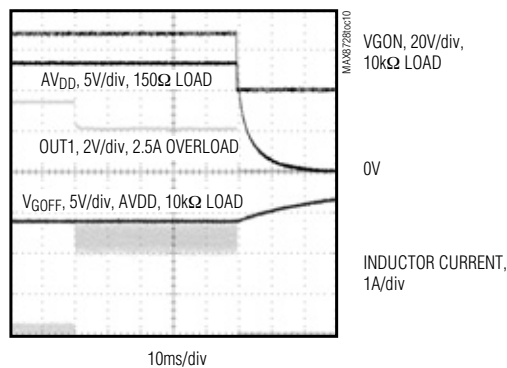 MAX8728toc10
VGON, 20V/div,
10kΩ LOAD
AVDD, 5V/div, 150Ω LOAD
OUT1, 2V/div, 2.5A OVERLOAD
0V
VGOFF, 5V/div, AVDD, 10kΩ LOAD
INDUCTOR CURRENT,
1A/div
10ms/div